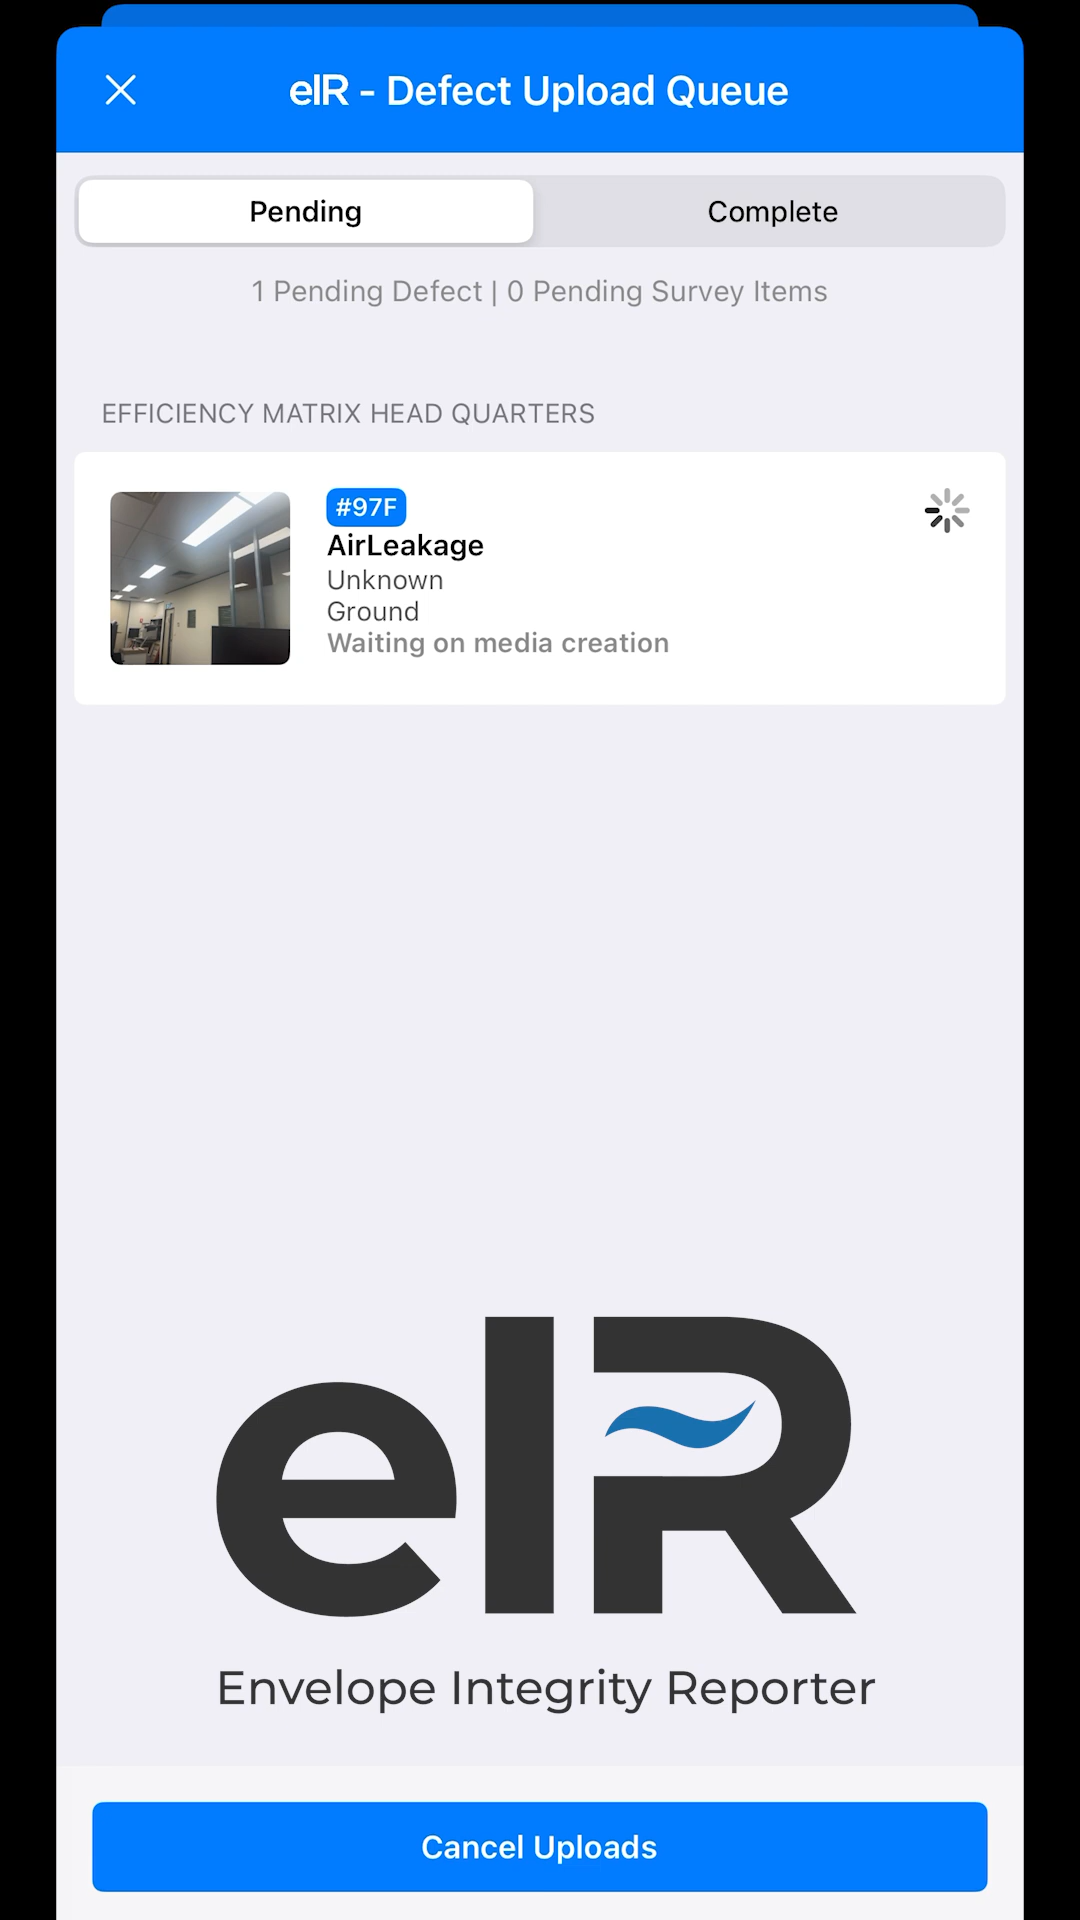 eIR - Defect Upload Queue
Pending
Complete
1 Pending Defect | 0 Pending Survey Items
EFFICIENCY MATRIX HEAD QUARTERS
#97F
AirLeakage
Unknown
Ground
Waiting on media creation
eIR
Envelope Integrity Reporter
Cancel Uploads